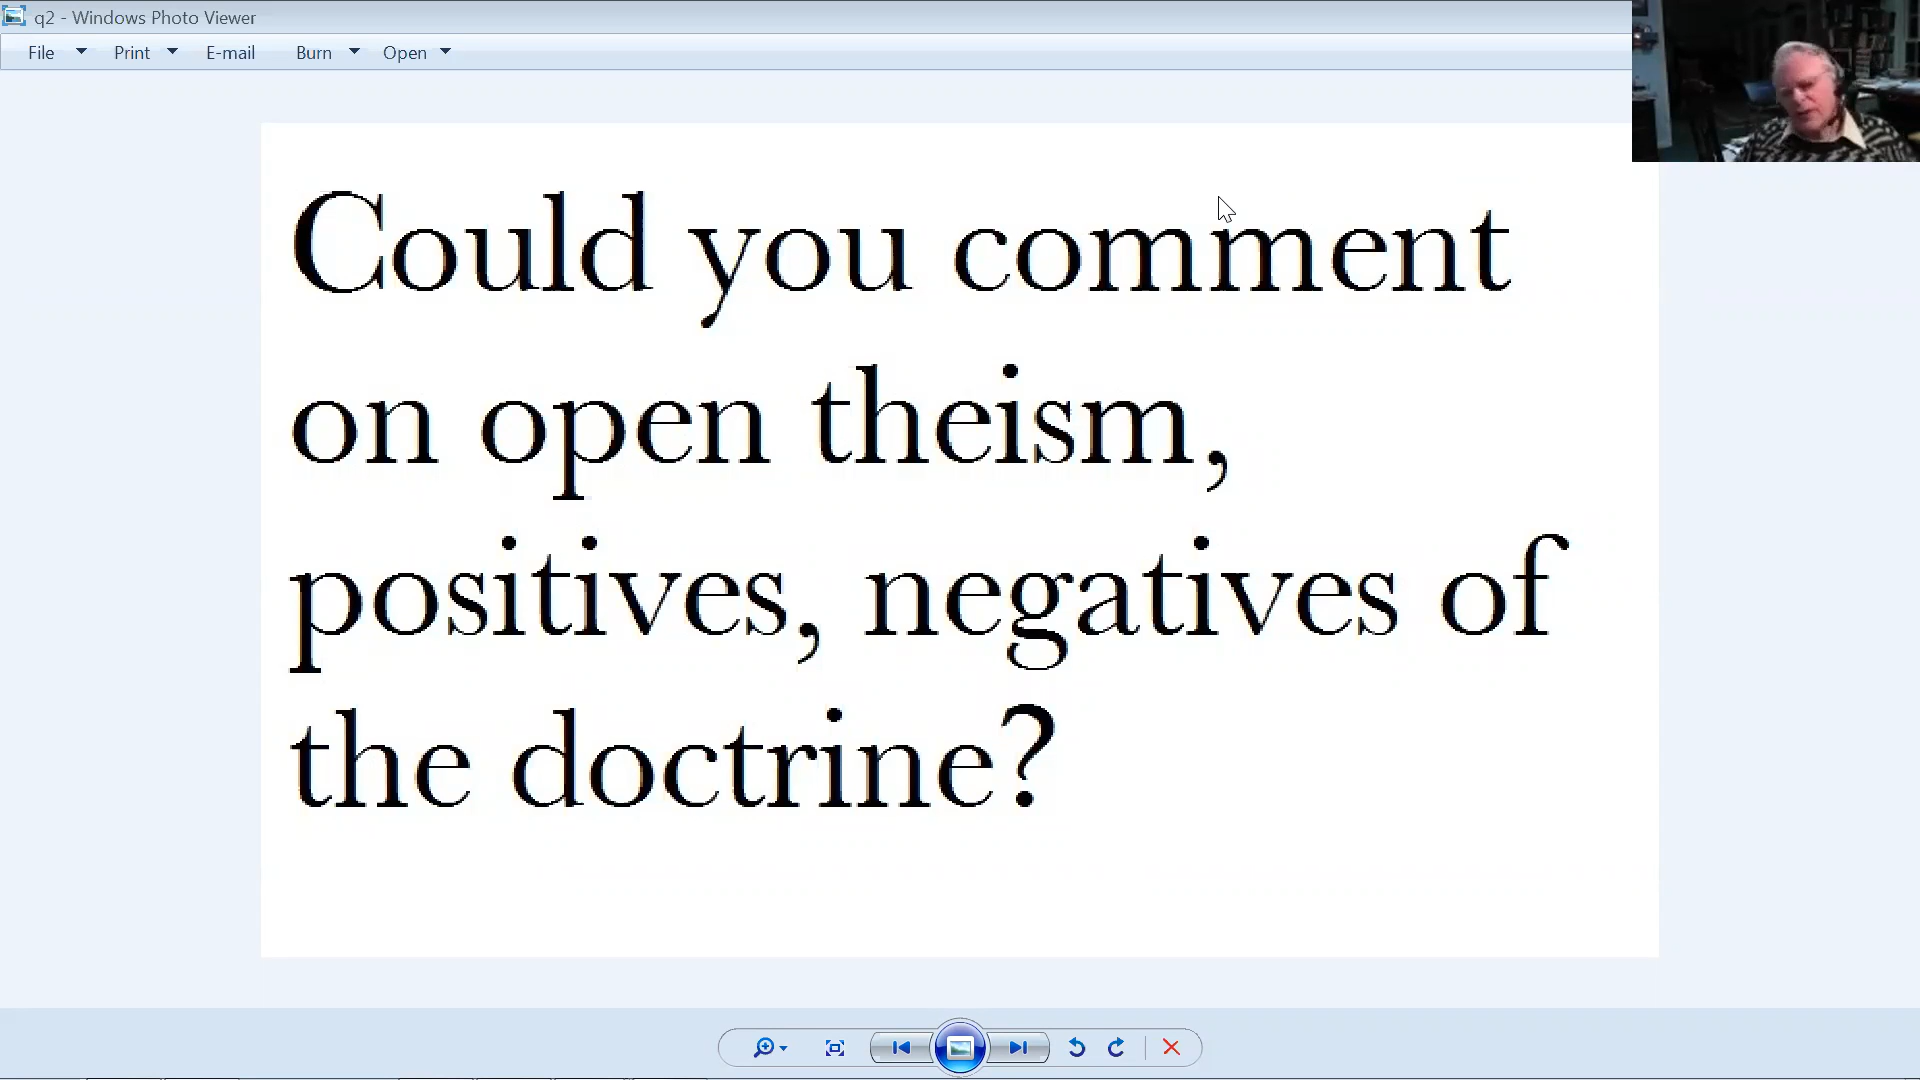 q2 - Windows Photo Viewer
File Print E-mail Burn Open
Could you comment
on open theism,
positives, negatives of
the doctrine?